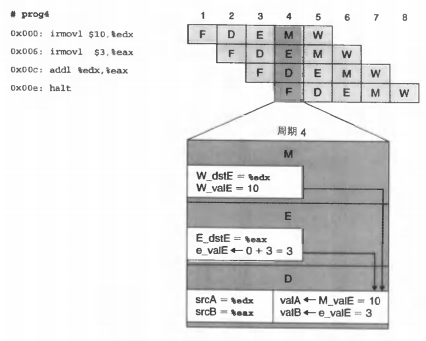 # prog4
0x000: irmovl $10,%edx
0x006: irmovl $3,%eax
0x00c: addl %edx,%eax
0x00e: halt
1 2 3 4 5 6 7 8
F D E M W
F D E M W
F D E M W
F D E M W
周期 4
M
W_dstE = %edx
W_valE = 10
E
E_dstE = %eax
e_valE ← 0 + 3 = 3
D
srcA = %edx valA ← M_valE = 10
srcB = %eax valB ← e_valE = 3